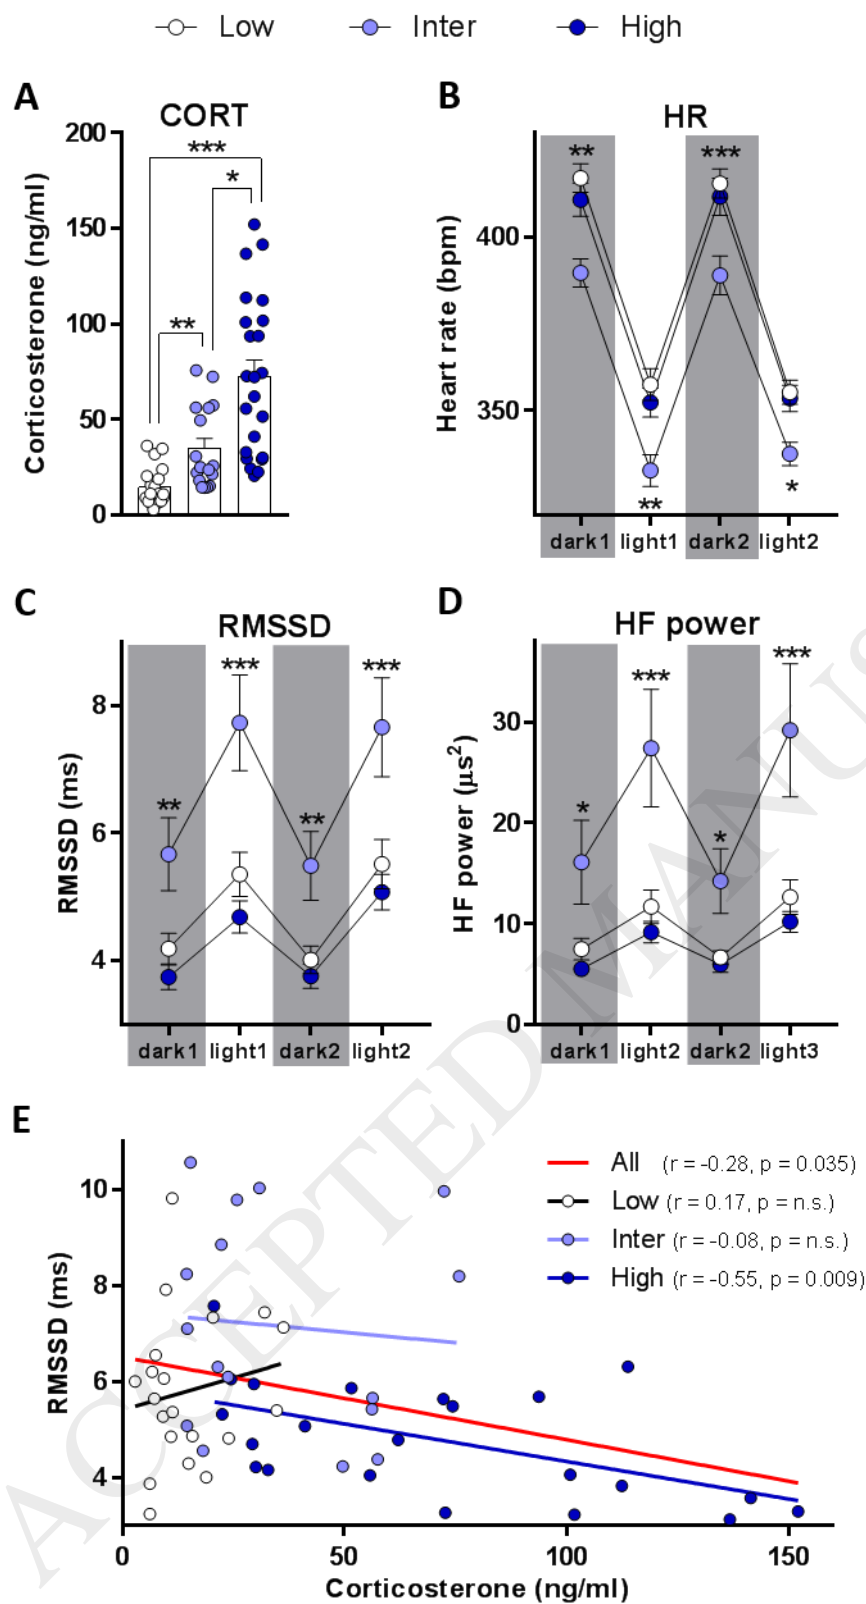 Low Inter High
A
CORT
Corticosterone (ng/ml)
200
150
100
50
0
***
*
**
B
HR
Heart rate (bpm)
400
350
** ***
** *
dark1 light1 dark2 light2
C
RMSSD
RMSSD (ms)
8
6
4
*** ***
** **
dark1 light1 dark2 light2
D
HF power
HF power (µs²)
30
20
10
0
*** ***
* *
dark1 light2 dark2 light3
E
RMSSD (ms)
10
8
6
4
All (r = -0.28, p = 0.035)
Low (r = 0.17, p = n.s.)
Inter (r = -0.08, p = n.s.)
High (r = -0.55, p = 0.009)
0 50 100 150
Corticosterone (ng/ml)
ACCEPTED MANUS